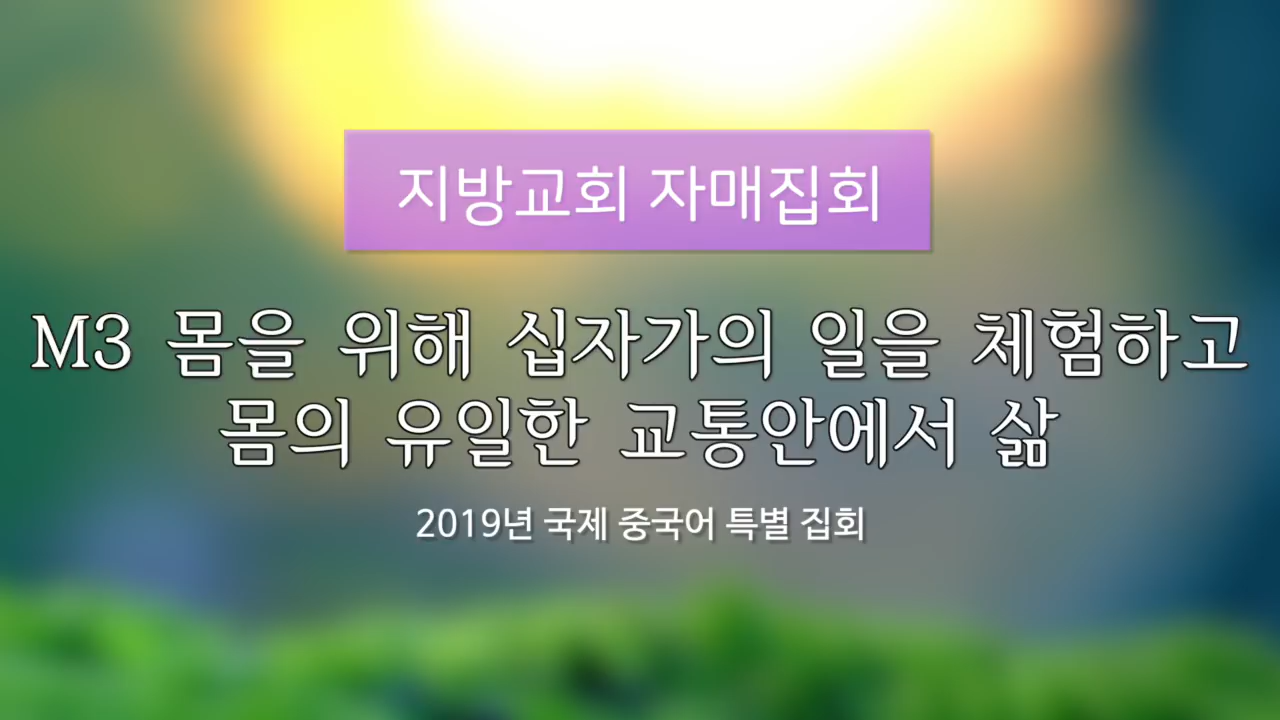 지방교회 자매집회
M3 몸을 위해 십자가의 일을 체험하고
몸의 유일한 교통안에서 삶
2019년 국제 중국어 특별 집회